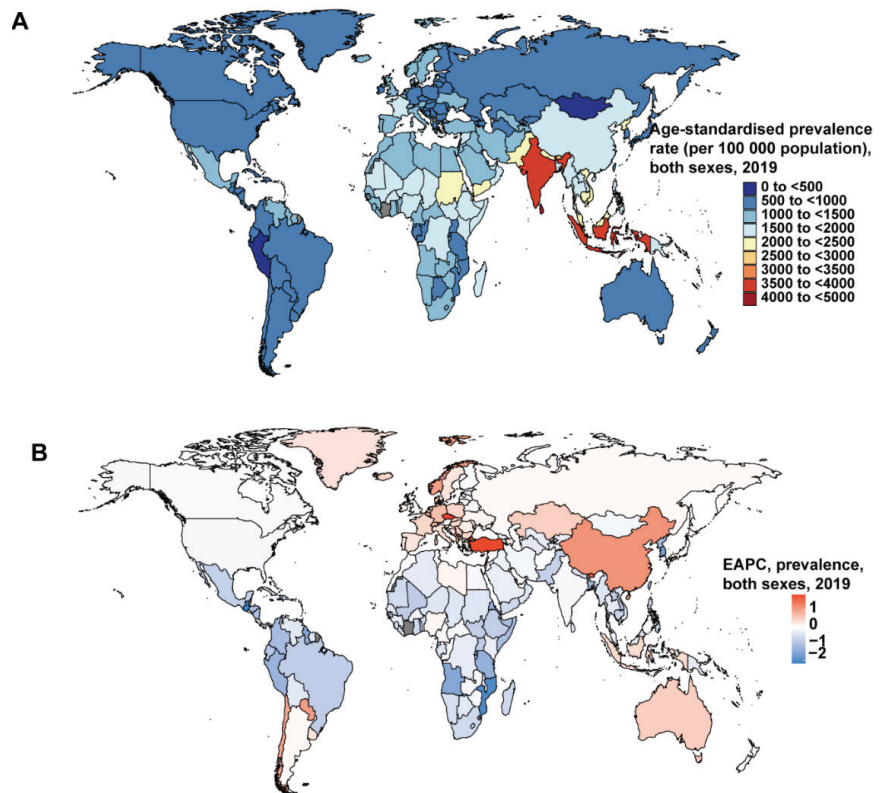 A
Age-standardised prevalence
rate (per 100 000 population),
both sexes, 2019
0 to <500
500 to <1000
1000 to <1500
1500 to <2000
2000 to <2500
2500 to <3000
3000 to <3500
3500 to <4000
4000 to <5000
B
EAPC, prevalence,
both sexes, 2019
1
0
−1
−2